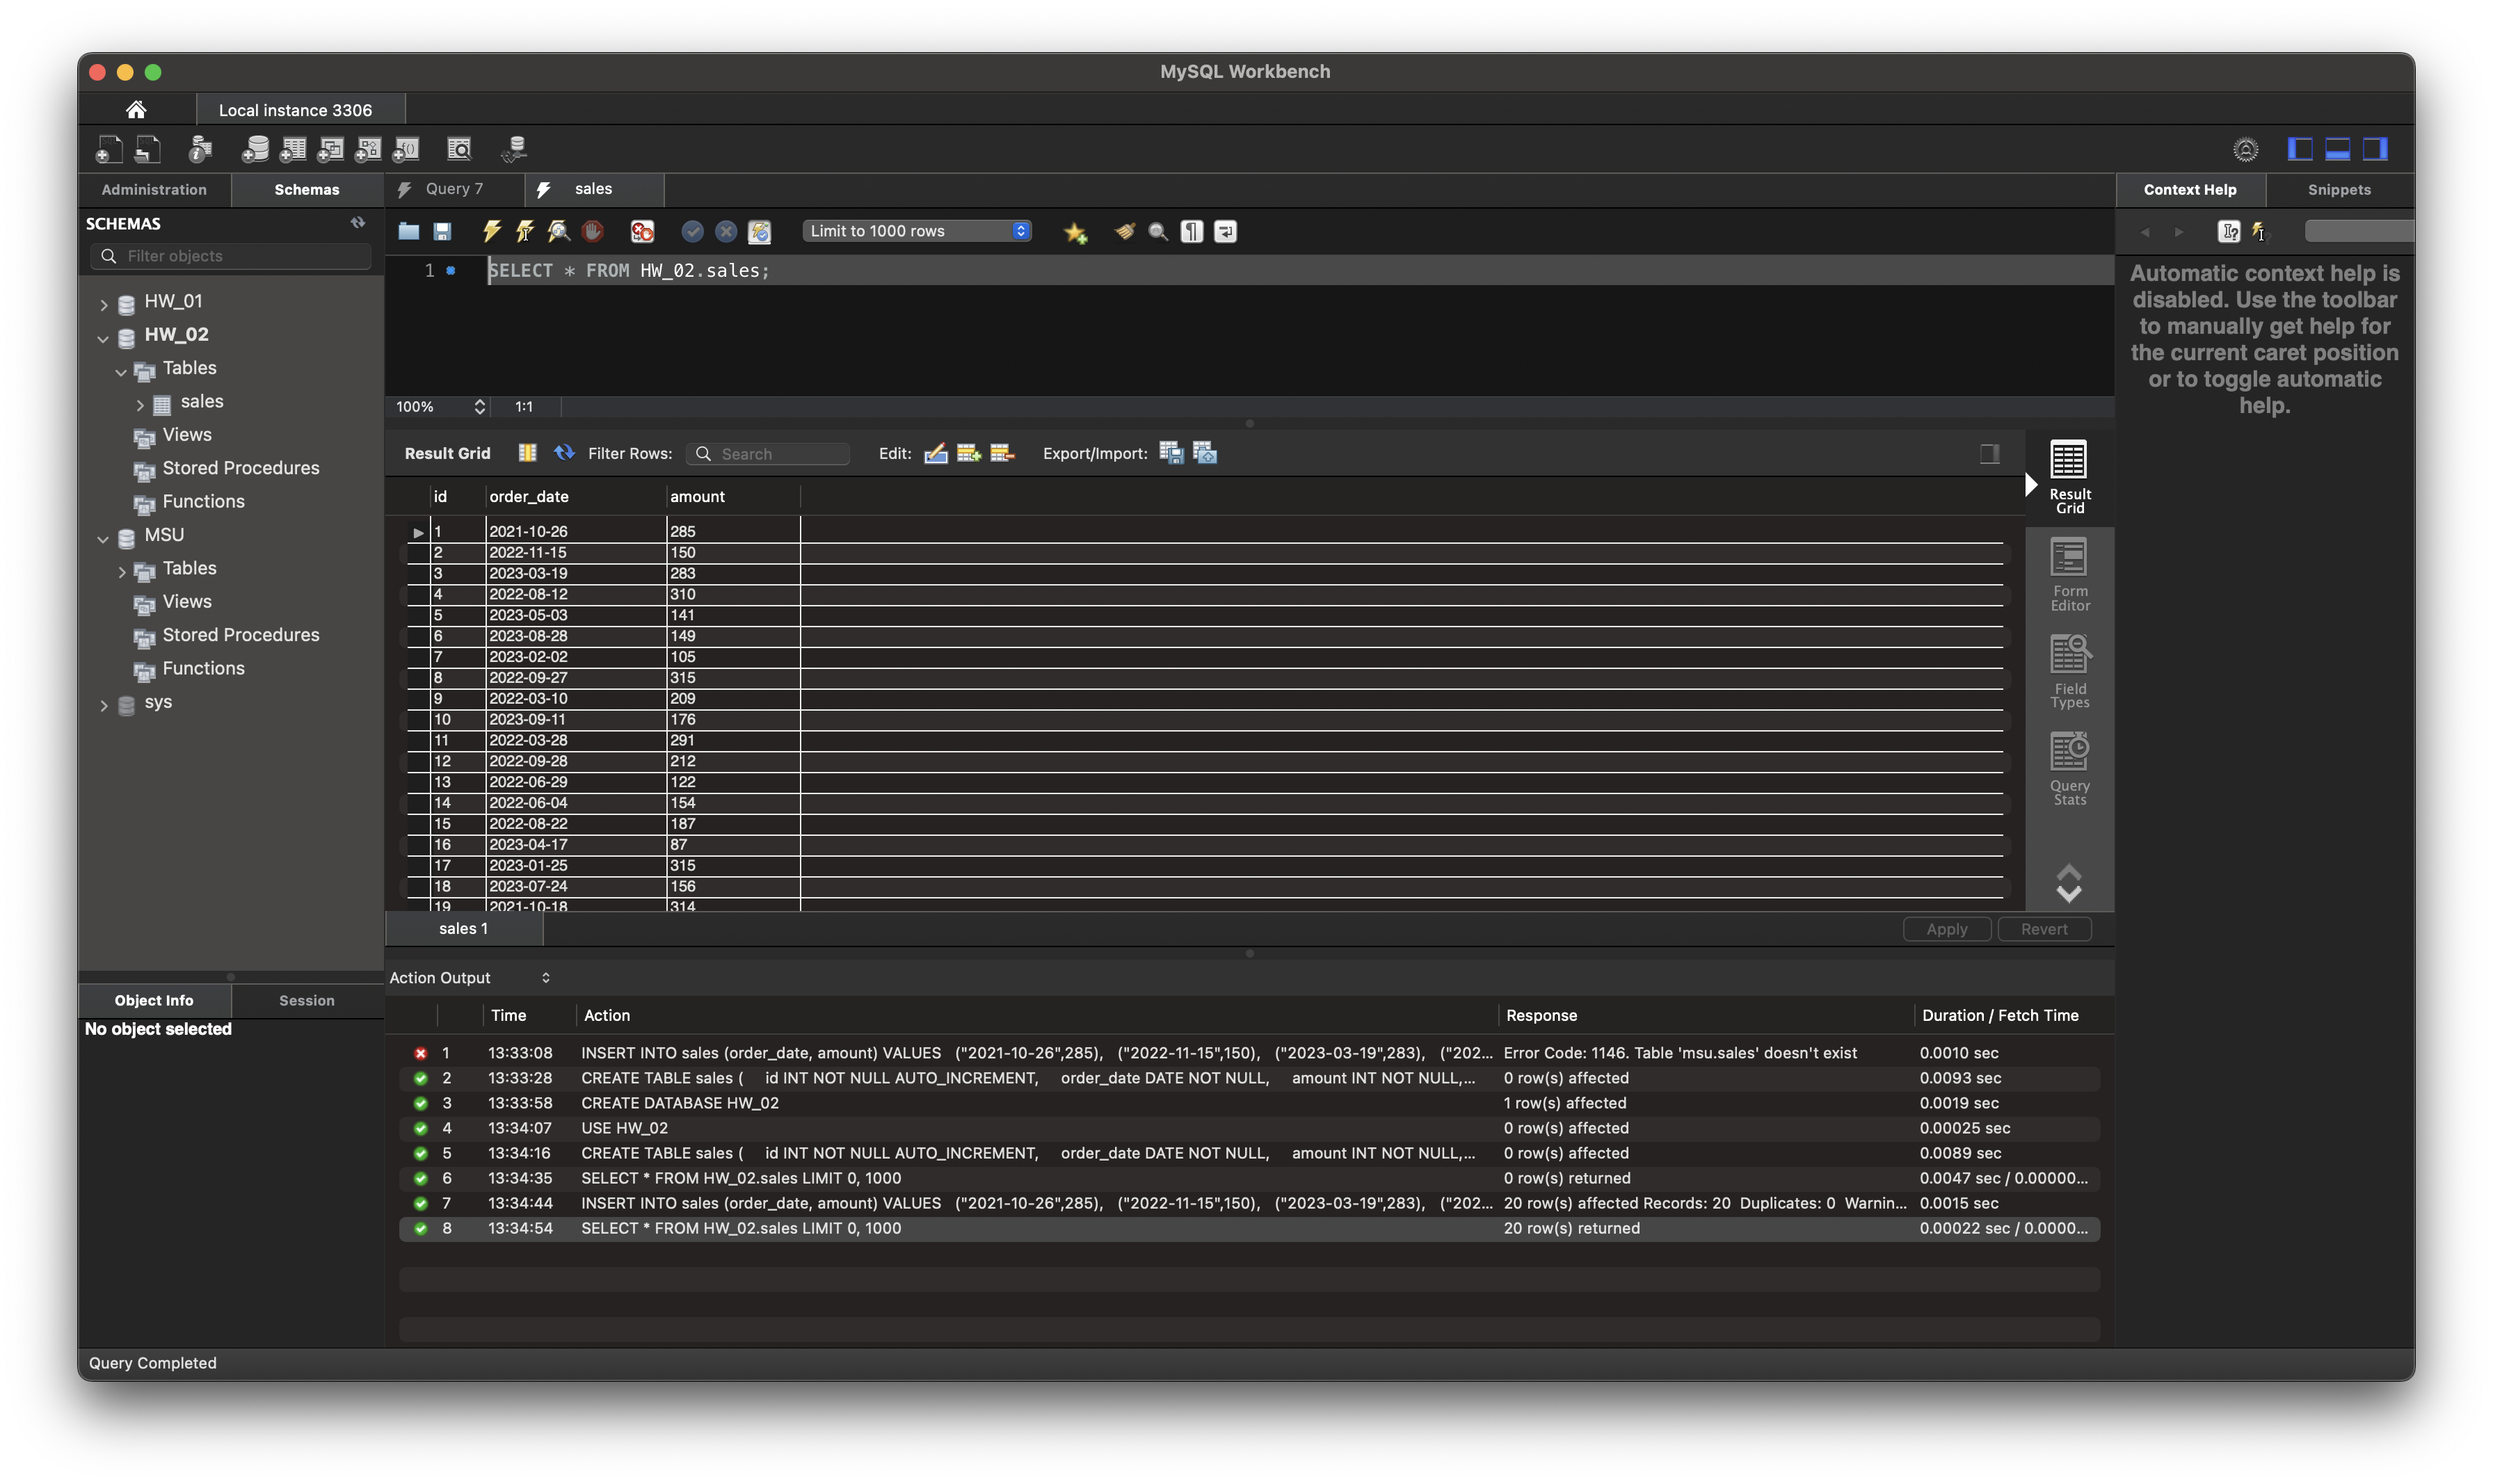 MySQL Workbench
Local instance 3306
Administration Schemas
SCHEMAS
Filter objects
HW_01
HW_02
Tables
sales
Views
Stored Procedures
Functions
MSU
Tables
Views
Stored Procedures
Functions
sys
Object Info Session
No object selected
Query 7 sales
Limit to 1000 rows
1 SELECT * FROM HW_02.sales;
100% 1:1
Result Grid Filter Rows: Search Edit: Export/Import:
id order_date amount
1 2021-10-26 285
2 2022-11-15 150
3 2023-03-19 283
4 2022-08-12 310
5 2023-05-03 141
6 2023-08-28 149
7 2023-02-02 105
8 2022-09-27 315
9 2022-03-10 209
10 2023-09-11 176
11 2022-03-28 291
12 2022-09-28 212
13 2022-06-29 122
14 2022-06-04 154
15 2022-08-22 187
16 2023-04-17 87
17 2023-01-25 315
18 2023-07-24 156
19 2021-10-18 314
Result
Grid
Form
Editor
Field
Types
Query
Stats
sales 1 Apply Revert
Action Output
Time Action Response Duration / Fetch Time
1 13:33:08 INSERT INTO sales (order_date, amount) VALUES ("2021-10-26",285), ("2022-11-15",150), ("2023-03-19",283), ("202... Error Code: 1146. Table 'msu.sales' doesn't exist 0.0010 sec
2 13:33:28 CREATE TABLE sales ( id INT NOT NULL AUTO_INCREMENT, order_date DATE NOT NULL, amount INT NOT NULL,... 0 row(s) affected 0.0093 sec
3 13:33:58 CREATE DATABASE HW_02 1 row(s) affected 0.0019 sec
4 13:34:07 USE HW_02 0 row(s) affected 0.00025 sec
5 13:34:16 CREATE TABLE sales ( id INT NOT NULL AUTO_INCREMENT, order_date DATE NOT NULL, amount INT NOT NULL,... 0 row(s) affected 0.0089 sec
6 13:34:35 SELECT * FROM HW_02.sales LIMIT 0, 1000 0 row(s) returned 0.0047 sec / 0.00000...
7 13:34:44 INSERT INTO sales (order_date, amount) VALUES ("2021-10-26",285), ("2022-11-15",150), ("2023-03-19",283), ("202... 20 row(s) affected Records: 20 Duplicates: 0 Warnin... 0.0015 sec
8 13:34:54 SELECT * FROM HW_02.sales LIMIT 0, 1000 20 row(s) returned 0.00022 sec / 0.0000...
Context Help Snippets
Automatic context help is
disabled. Use the toolbar
to manually get help for
the current caret position
or to toggle automatic
help.
Query Completed